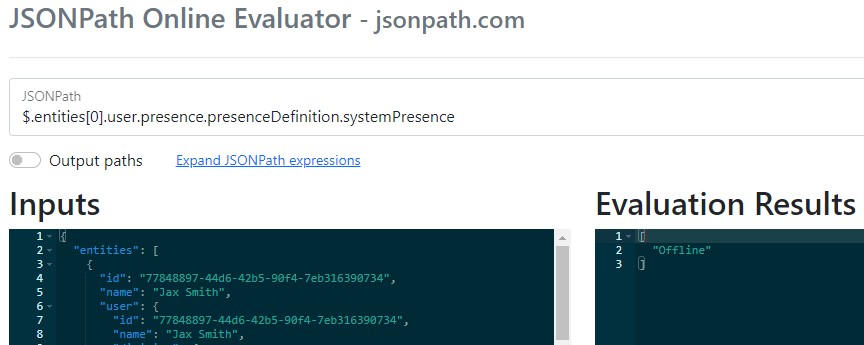 JSONPath Online Evaluator - jsonpath.com
JSONPath
$.entities[0].user.presence.presenceDefinition.systemPresence
Output paths Expand JSONPath expressions
Inputs
1 {
2 "entities": [
3 {
4 "id": "77848897-44d6-42b5-90f4-7eb316390734",
5 "name": "Jax Smith",
6 "user": {
7 "id": "77848897-44d6-42b5-90f4-7eb316390734",
8 "name": "Jax Smith",
Evaluation Results
1 [
2 "Offline"
3 ]